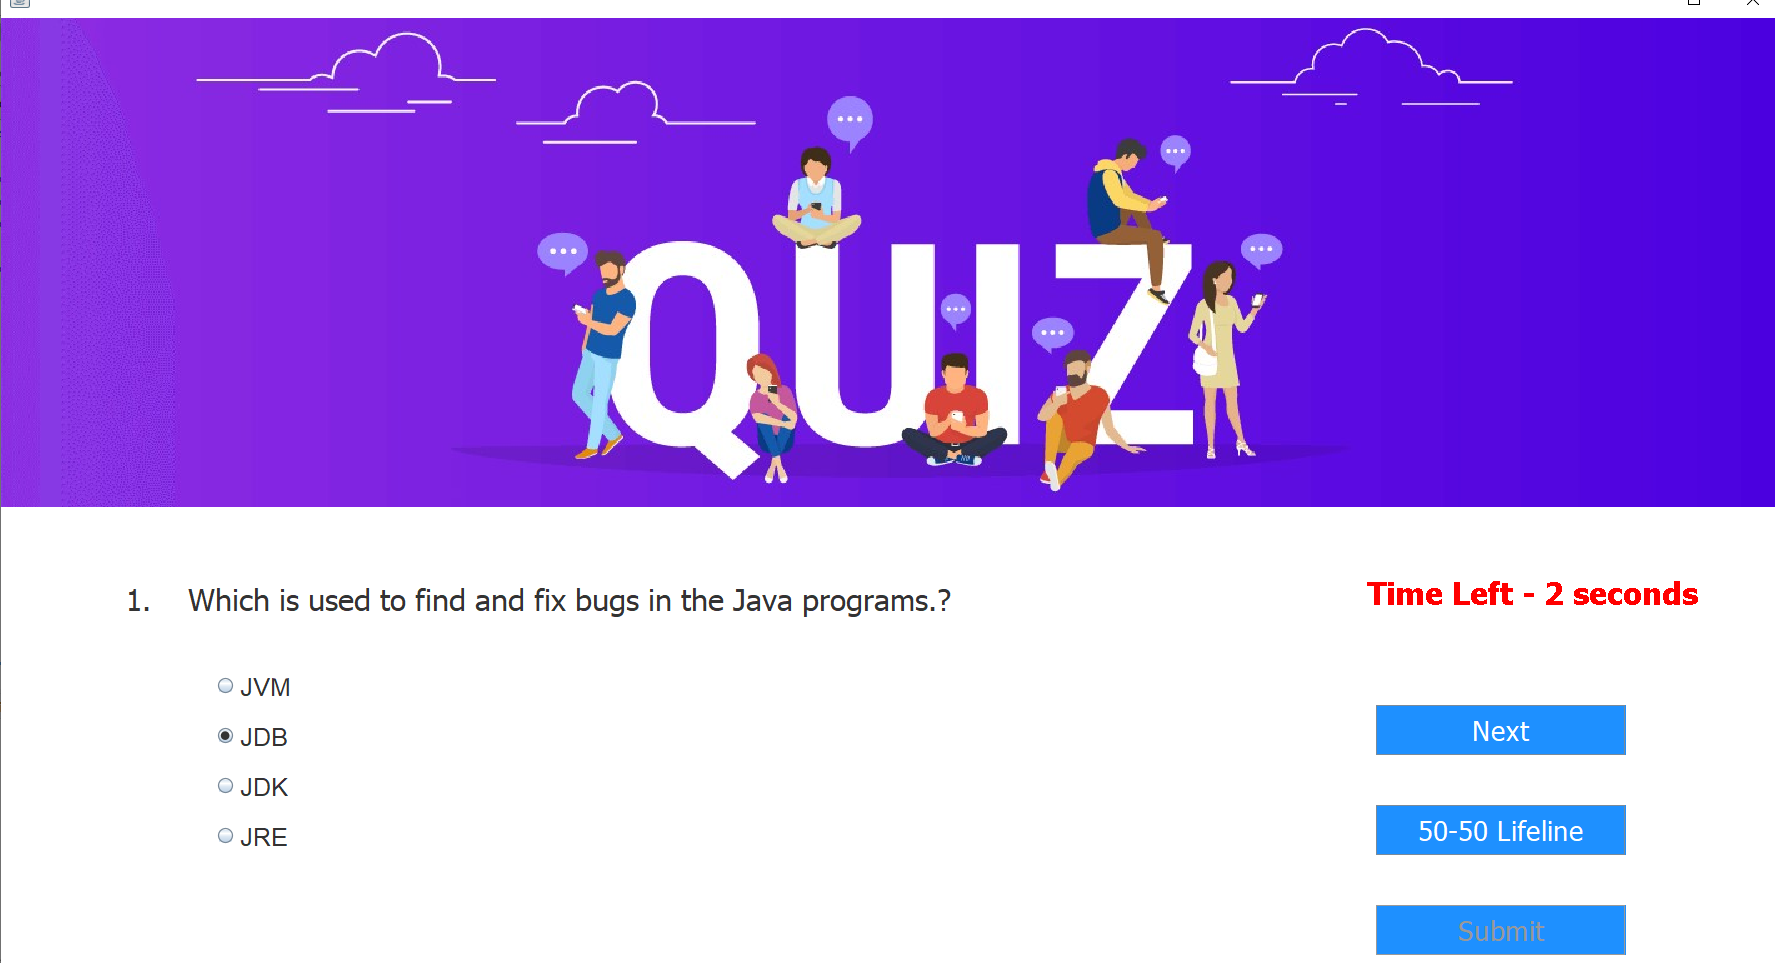 QUIZ
1. Which is used to find and fix bugs in the Java programs.?
Time Left - 2 seconds
JVM
JDB
JDK
JRE
Next
50-50 Lifeline
Submit